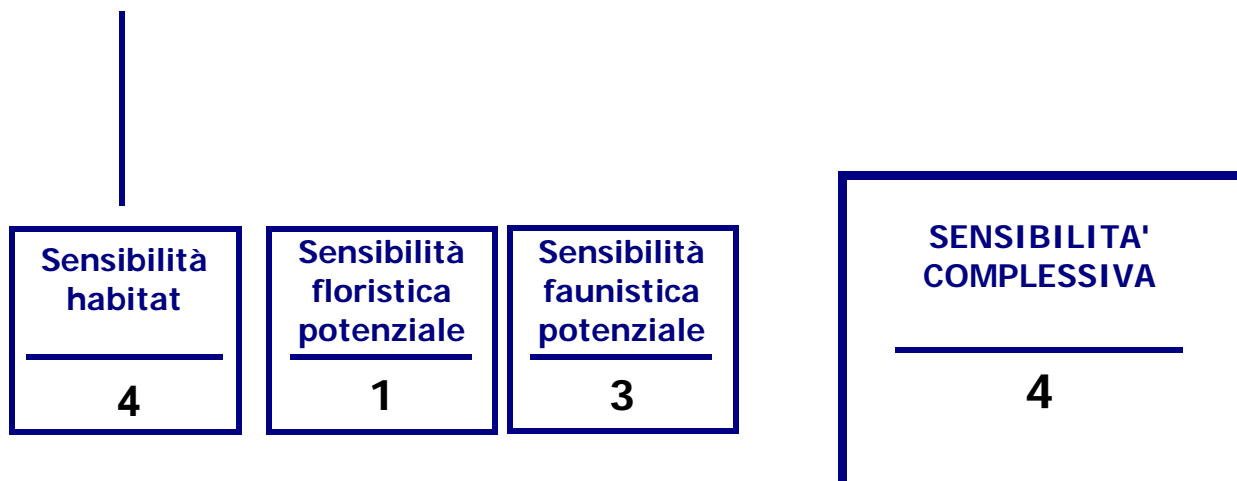 Sensibilità
habitat
4
Sensibilità
floristica
potenziale
1
Sensibilità
faunistica
potenziale
3
SENSIBILITA'
COMPLESSIVA
4